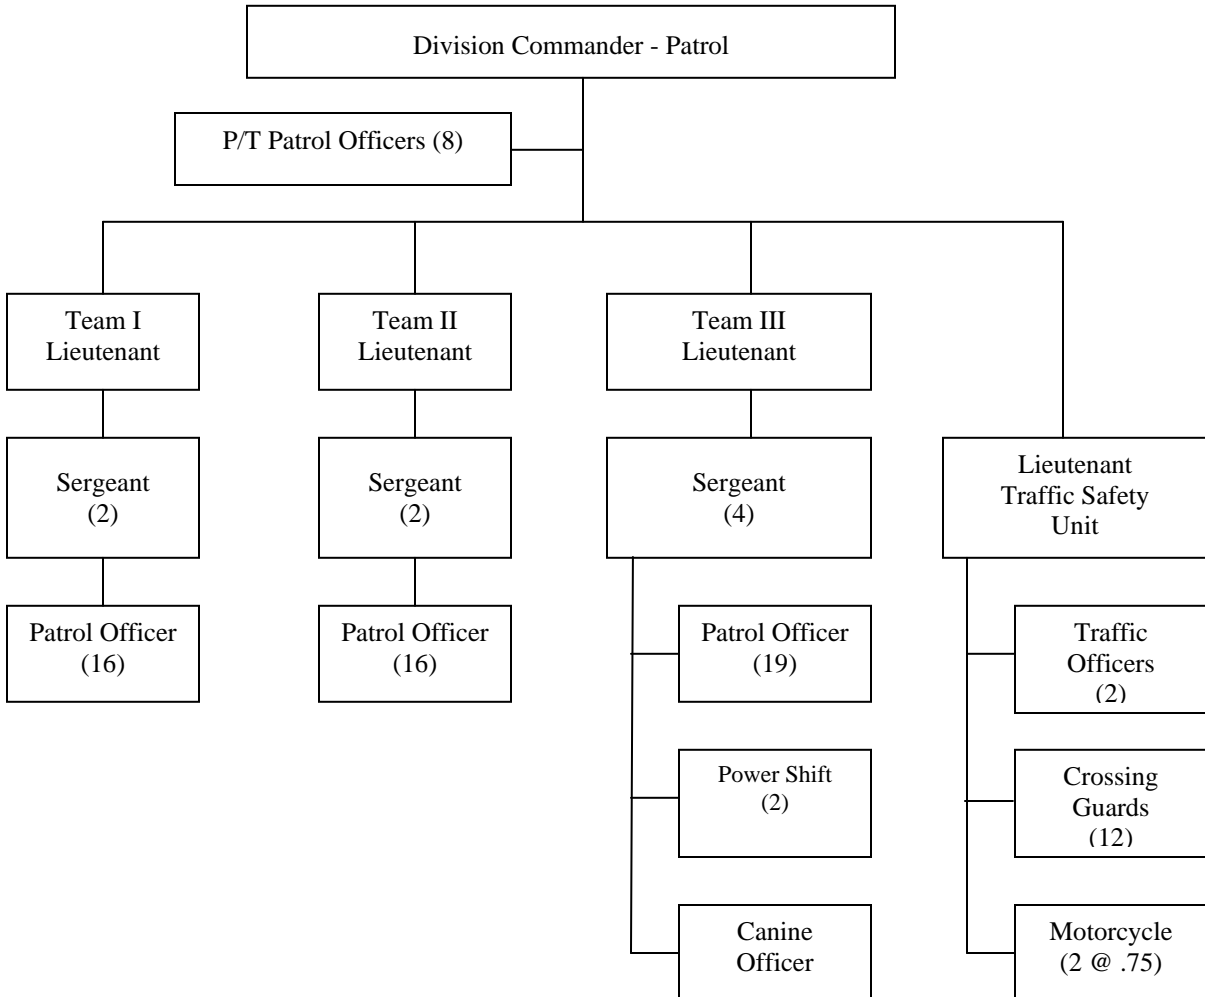 Division Commander - Patrol
P/T Patrol Officers (8)
Team I
Lieutenant
Team II
Lieutenant
Team III
Lieutenant
Sergeant
(2)
Sergeant
(2)
Sergeant
(4)
Lieutenant
Traffic Safety
Unit
Patrol Officer
(16)
Patrol Officer
(16)
Patrol Officer
(19)
Traffic
Officers
(2)
Power Shift
(2)
Crossing
Guards
(12)
Canine
Officer
Motorcycle
(2 @ .75)